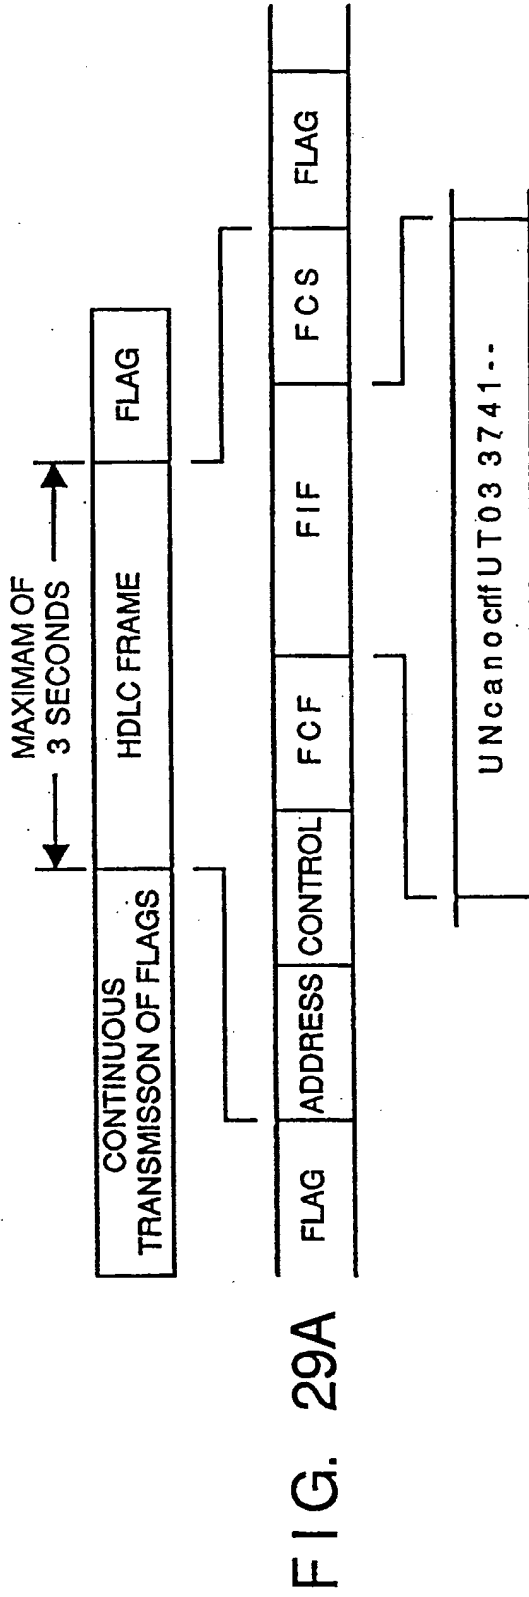 MAXIMAM OF
3 SECONDS
CONTINUOUS
TRANSMISSON OF FLAGS
HDLC FRAME
FLAG
FLAG
ADDRESS
CONTROL
FCF
FIF
FCS
FLAG
UNcanocrifUT03 3741--
FIG. 29A